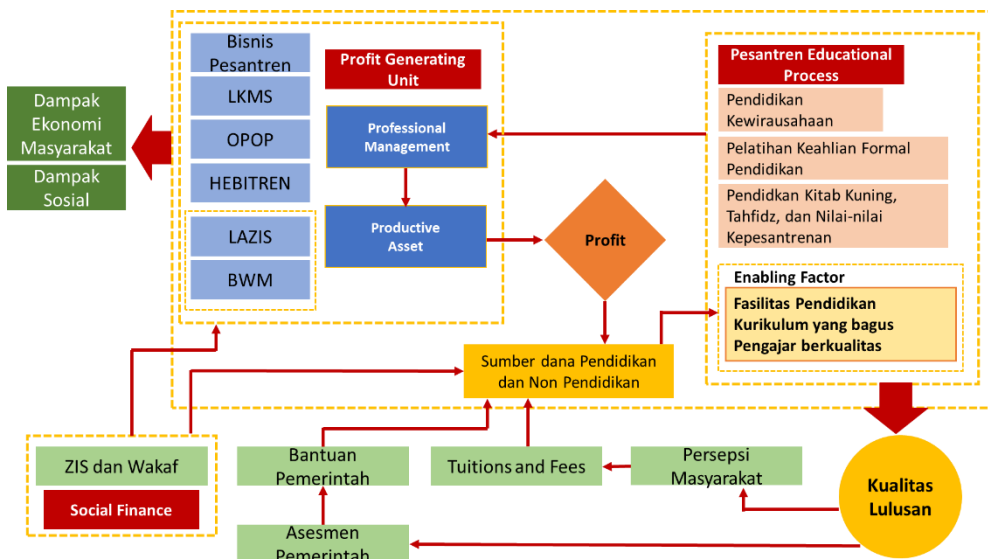 Bisnis
Pesantren
LKMS
OPOP
HEBITREN
LAZIS
BWM
Profit Generating
Unit
Professional
Management
Productive
Asset
Dampak
Ekonomi
Masyarakat
Dampak
Sosial
Profit
Pesantren Educational
Process
Pendidikan
Kewirausahaan
Pelatihan Keahlian Formal
Pendidikan
Pendidkan Kitab Kuning,
Tahfidz, dan Nilai-nilai
Kepesantrenan
Enabling Factor
Fasilitas Pendidikan
Kurikulum yang bagus
Pengajar berkualitas
Sumber dana Pendidikan
dan Non Pendidikan
ZIS dan Wakaf
Social Finance
Bantuan
Pemerintah
Tuitions and Fees
Persepsi
Masyarakat
Kualitas
Lulusan
Asesmen
Pemerintah